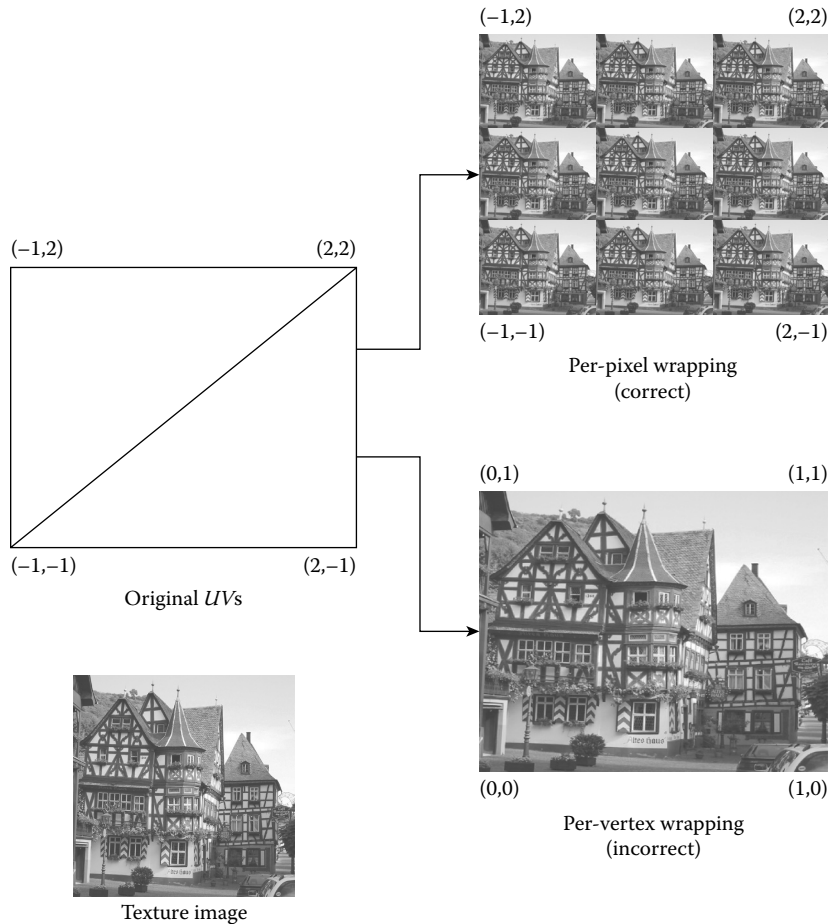 (−1,2) (2,2)
(−1,−1) (2,−1)
Per-pixel wrapping
(correct)
(−1,2) (2,2)
(−1,−1) (2,−1)
Original UVs
(0,1) (1,1)
(0,0) (1,0)
Per-vertex wrapping
(incorrect)
Texture image